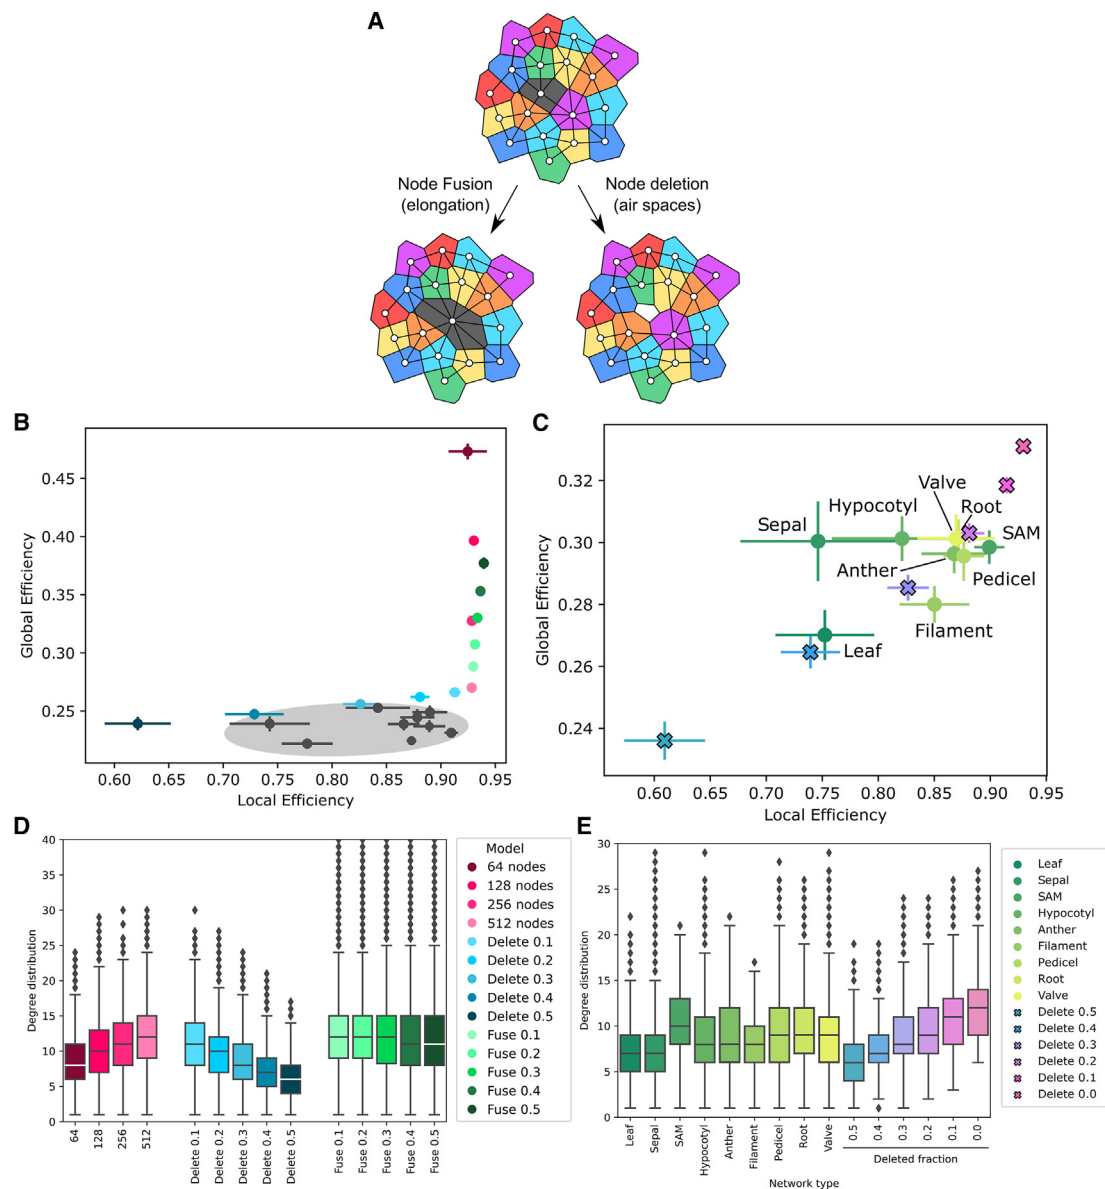 A
Node Fusion
(elongation)
Node deletion
(air spaces)
B
0.45
0.40
0.35
0.30
0.25
0.60 0.65 0.70 0.75 0.80 0.85 0.90 0.95
Local Efficiency
Global Efficiency
C
0.32
0.30
0.28
0.26
0.24
0.60 0.65 0.70 0.75 0.80 0.85 0.90 0.95
Local Efficiency
Global Efficiency
Valve
Hypocotyl
Root
Sepal
SAM
Anther
Pedicel
Filament
Leaf
D
40
35
30
25
20
15
10
5
0
Degree distribution
64
128
256
512
Delete 0.1
Delete 0.2
Delete 0.3
Delete 0.4
Delete 0.5
Fuse 0.1
Fuse 0.2
Fuse 0.3
Fuse 0.4
Fuse 0.5
Model
64 nodes
128 nodes
256 nodes
512 nodes
Delete 0.1
Delete 0.2
Delete 0.3
Delete 0.4
Delete 0.5
Fuse 0.1
Fuse 0.2
Fuse 0.3
Fuse 0.4
Fuse 0.5
E
30
25
20
15
10
5
0
Degree distribution
Leaf
Sepal
SAM
Hypocotyl
Anther
Filament
Pedicel
Root
Valve
0.5
0.4
0.3
0.2
0.1
0.0
Deleted fraction
Network type
Leaf
Sepal
SAM
Hypocotyl
Anther
Filament
Pedicel
Root
Valve
Delete 0.5
Delete 0.4
Delete 0.3
Delete 0.2
Delete 0.1
Delete 0.0